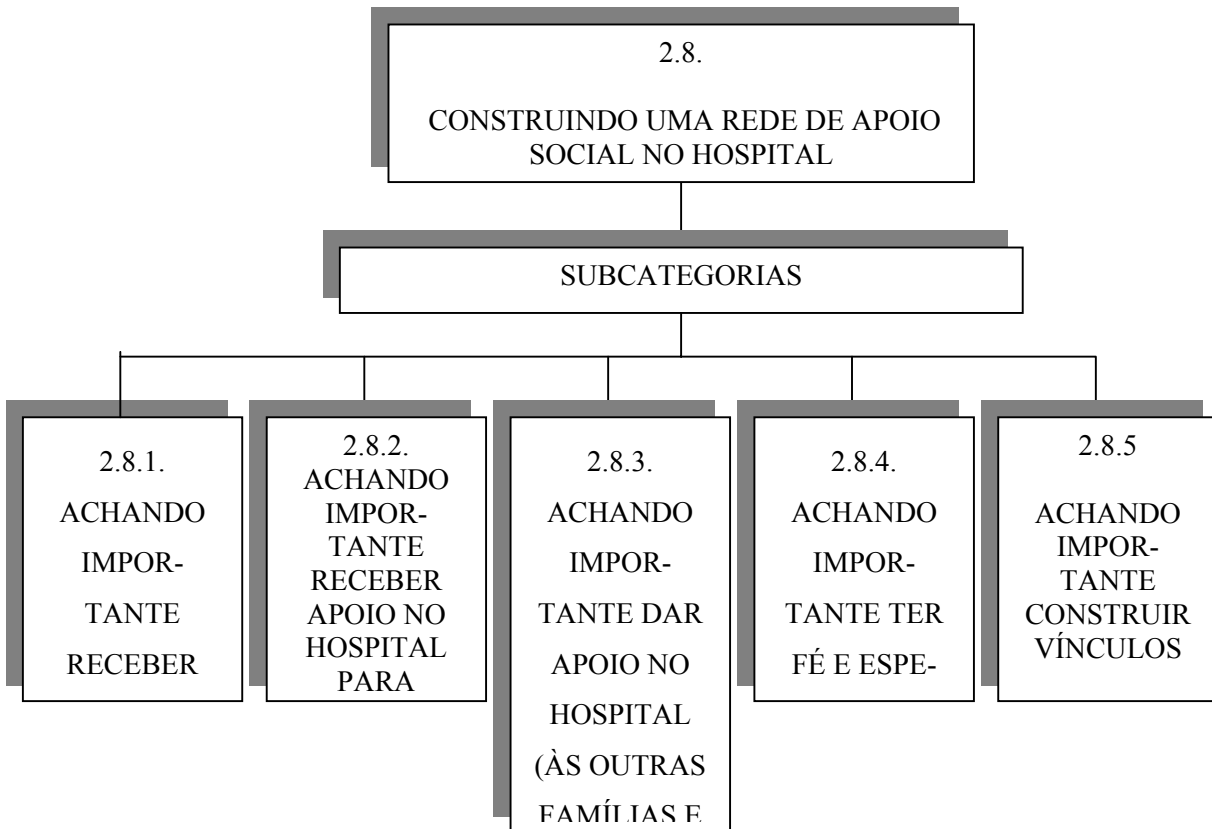 2.8.
CONSTRUINDO UMA REDE DE APOIO
SOCIAL NO HOSPITAL
SUBCATEGORIAS
2.8.1.
ACHANDO
IMPOR-
TANTE
RECEBER
2.8.2.
ACHANDO
IMPOR-
TANTE
RECEBER
APOIO NO
HOSPITAL
PARA
2.8.3.
ACHANDO
IMPOR-
TANTE DAR
APOIO NO
HOSPITAL
(ÀS OUTRAS
FAMÍLIAS E
2.8.4.
ACHANDO
IMPOR-
TANTE TER
FÉ E ESPE-
2.8.5
ACHANDO
IMPOR-
TANTE
CONSTRUIR
VÍNCULOS